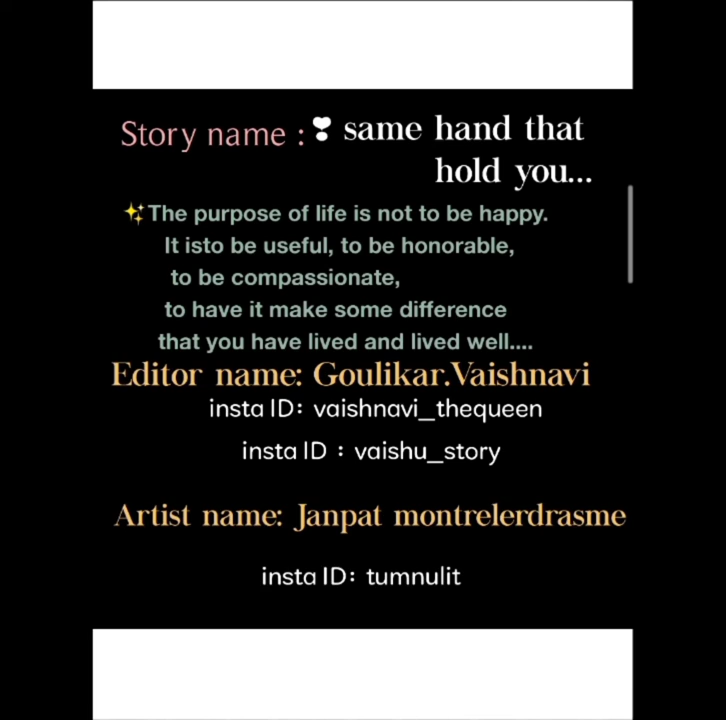 Story name :❣ same hand that
hold you...
✨The purpose of life is not to be happy.
It isto be useful, to be honorable,
to be compassionate,
to have it make some difference
that you have lived and lived well....
Editor name: Goulikar.Vaishnavi
insta ID: vaishnavi_thequeen
insta ID : vaishu_story
Artist name: Janpat montrelerdrasme
insta ID: tumnulit